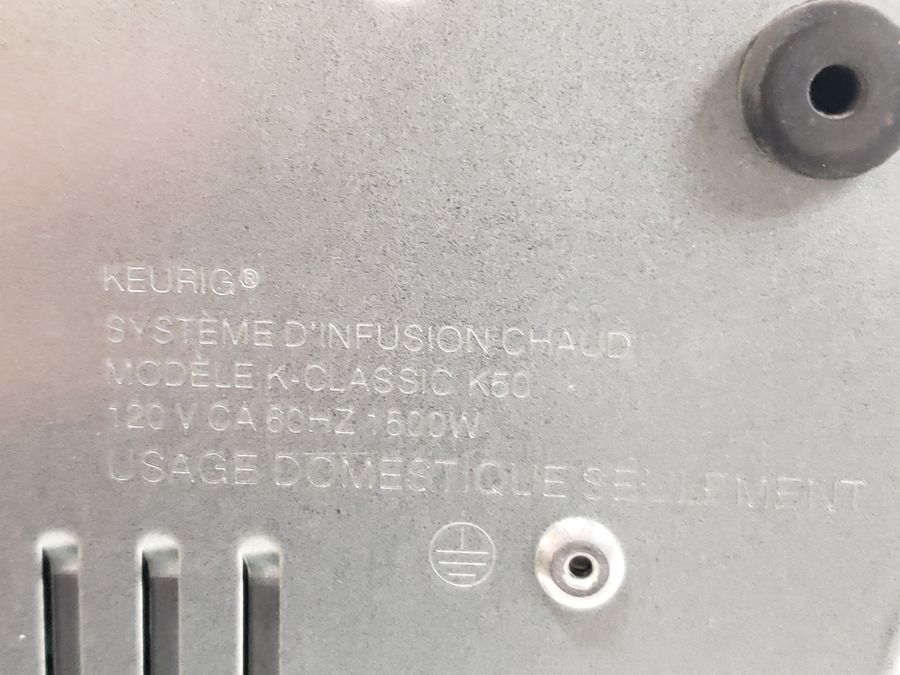 KEURIG®
SYSTÈME D'INFUSION CHAUD
MODÈLE K-CLASSIC K50
120 V CA 60HZ 1500W
USAGE DOMESTIQUE SEULEMENT